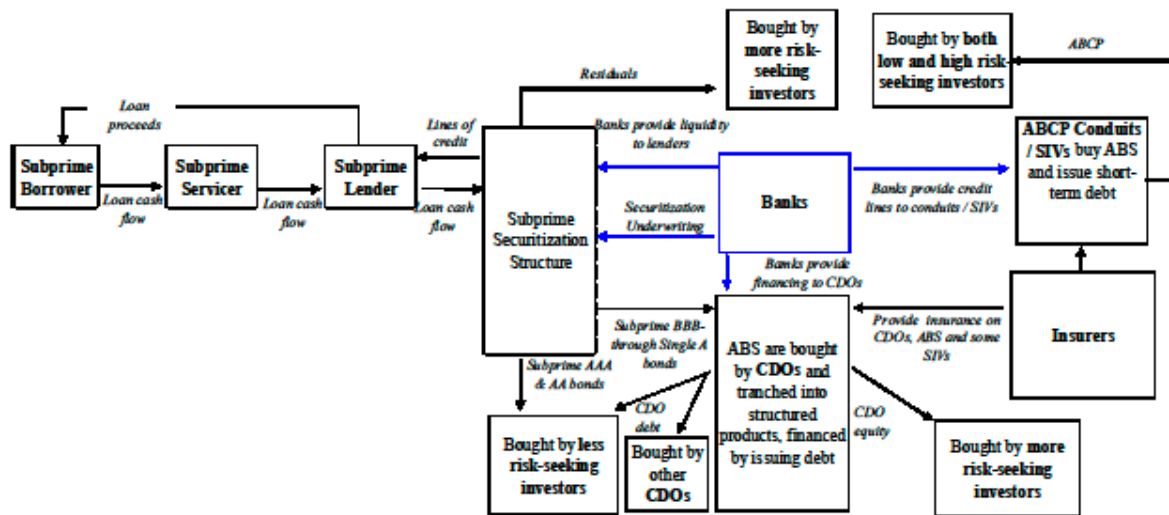 Bought by
more risk-
seeking
investors
Bought by both
low and high risk-
seeking investors
ABCP
Residuals
Loan
proceeds
Lines of
credit
Banks provide liquidity
to lenders
ABCP Conduits
/ SIVs buy ABS
and issue short-
term debt
Subprime
Borrower
Subprime
Servicer
Subprime
Lender
Loan cash
flow
Loan cash
flow
Loan cash
flow
Subprime
Securitization
Structure
Banks
Banks provide credit
lines to conduits / SIVs
Securitization
Underwriting
Banks provide
financing to CDOs
Subprime BBB-
through Single A
bonds
Subprime AAA
& AA bonds
ABS are bought
by CDOs and
tranched into
structured
products, financed
by issuing debt
Provide insurance on
CDOs, ABS and some
SIVs
Insurers
CDO
debt
CDO
equity
Bought by less
risk-seeking
investors
Bought by
other
CDOs
Bought by more
risk-seeking
investors